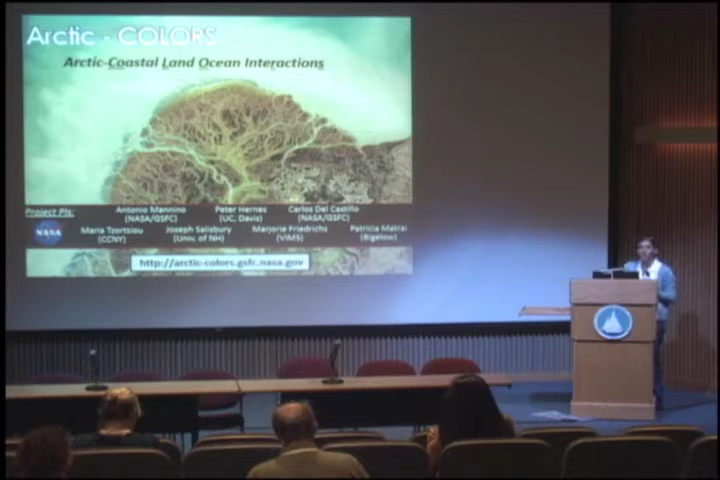 Arctic - COLORS
Arctic-Coastal Land Ocean Interactions
Project PIs:
Antonio Mannino Peter Hernes Carlos Del Castillo
(NASA/GSFC) (UC, Davis) (NASA/GSFC)
NASA
Maria Tzortziou Joseph Salisbury Marjorie Friedrichs Patricia Matrai
(CCNY) (Univ. of NH) (VIMS) (Bigelow)
http://arctic-colors.gsfc.nasa.gov